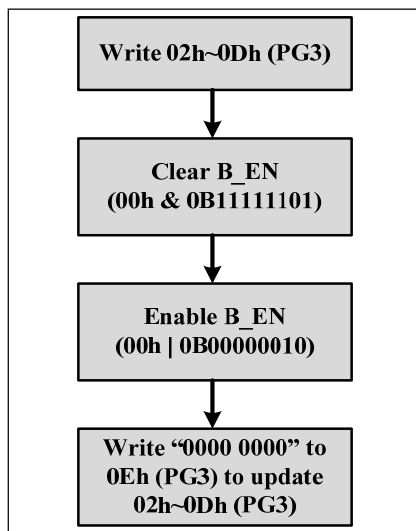 Write 02h~0Dh (PG3)
Clear B_EN
(00h & 0B11111101)
Enable B_EN
(00h | 0B00000010)
Write “0000 0000” to
0Eh (PG3) to update
02h~0Dh (PG3)